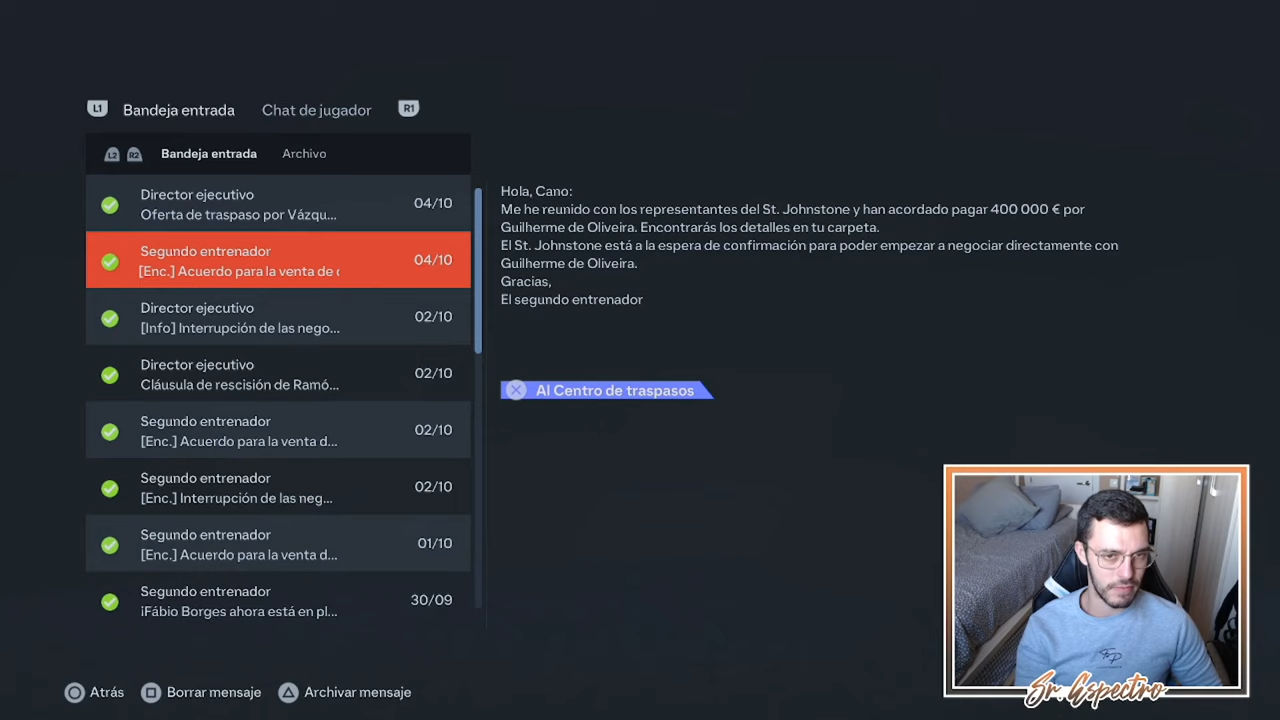 L1 Bandeja entrada Chat de jugador R1
L2 R2 Bandeja entrada Archivo
Director ejecutivo
Oferta de traspaso por Vázqu...
04/10
Segundo entrenador
[Enc.] Acuerdo para la venta de
04/10
Director ejecutivo
[Info] Interrupción de las nego...
02/10
Director ejecutivo
Cláusula de rescisión de Ramó...
02/10
Segundo entrenador
[Enc.] Acuerdo para la venta d...
02/10
Segundo entrenador
[Enc.] Interrupción de las neg...
02/10
Segundo entrenador
[Enc.] Acuerdo para la venta d...
01/10
Segundo entrenador
¡Fábio Borges ahora está en pl...
30/09
Hola, Cano:
Me he reunido con los representantes del St. Johnstone y han acordado pagar 400 000 € por
Guilherme de Oliveira. Encontrarás los detalles en tu carpeta.
El St. Johnstone está a la espera de confirmación para poder empezar a negociar directamente con
Guilherme de Oliveira.
Gracias,
El segundo entrenador
Al Centro de traspasos
Atrás Borrar mensaje Archivar mensaje
Sr. Espectro